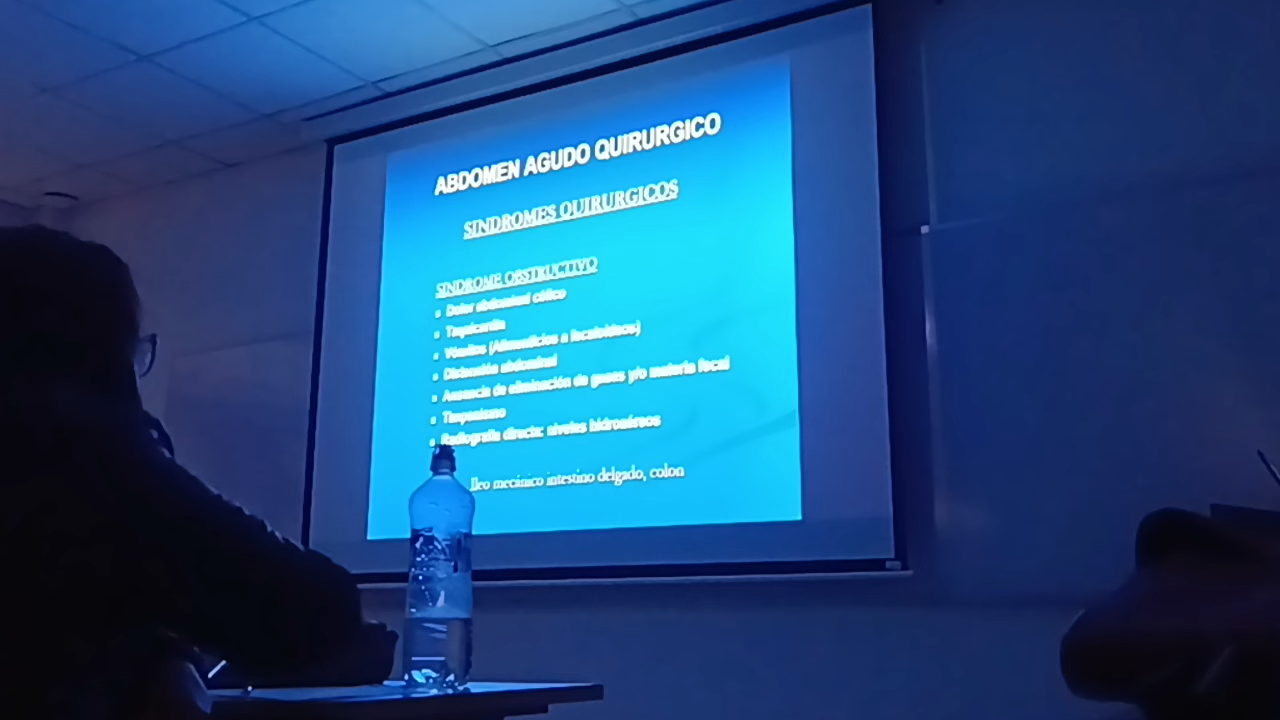 ABDOMEN AGUDO QUIRURGICO
SINDROMES QUIRURGICOS
SINDROME OBSTRUCTIVO
Dolor abdominal cólico
Taquicardia
Vómitos (Alimenticios a fecaloideos)
Distensión abdominal
Ausencia de eliminación de gases y/o materia fecal
Timpanismo
Radiografía directa: niveles hidroaéreos
Ileo mecánico intestino delgado, colon